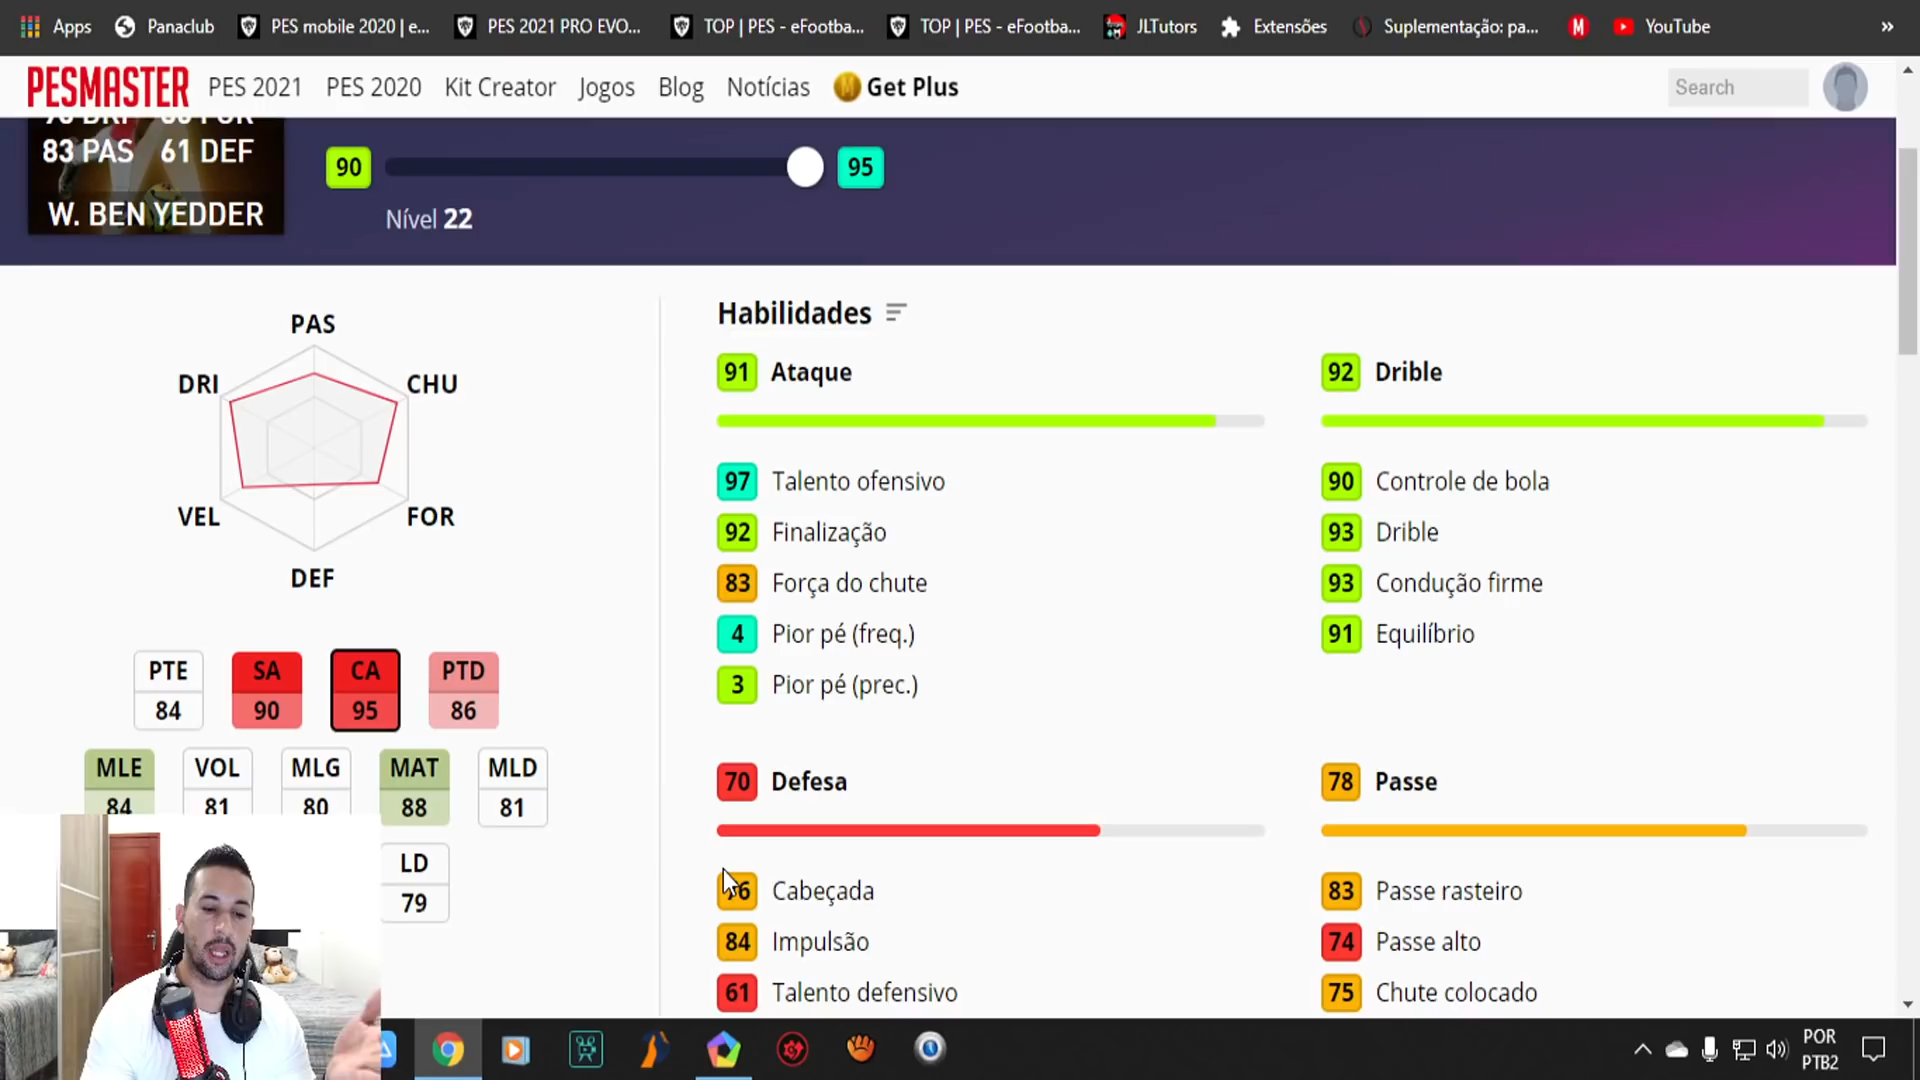 Apps
Panaclub
PES mobile 2020 | e...
PES 2021 PRO EVO...
TOP | PES - eFootba...
TOP | PES - eFootba...
JLTutors
Extensões
Suplementação: pa...
YouTube
»
PESMASTER
PES 2021
PES 2020
Kit Creator
Jogos
Blog
Notícias
Get Plus
Search
83 PAS 61 DEF
W. BEN YEDDER
90
95
Nível 22
PAS
DRI
CHU
VEL
FOR
DEF
PTE
84
SA
90
CA
95
PTD
86
MLE
84
VOL
81
MLG
80
MAT
88
MLD
81
LD
79
Habilidades
91 Ataque
97 Talento ofensivo
92 Finalização
83 Força do chute
4 Pior pé (freq.)
3 Pior pé (prec.)
92 Drible
90 Controle de bola
93 Drible
93 Condução firme
91 Equilíbrio
70 Defesa
Cabeçada
84 Impulsão
61 Talento defensivo
78 Passe
83 Passe rasteiro
74 Passe alto
75 Chute colocado
POR
PTB2